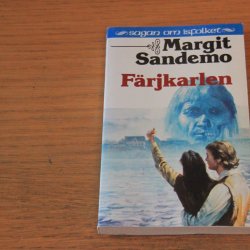 sagan om isfolket
Margit
Sandemo
Färjkarlen